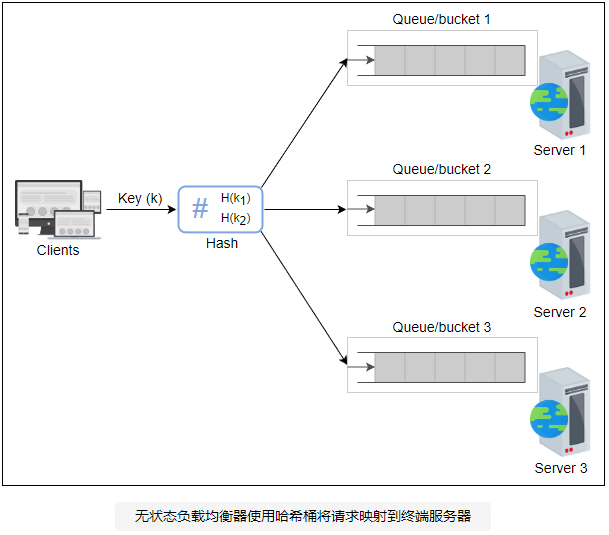 Queue/bucket 1
Server 1
Queue/bucket 2
Key (k)
#
H(k1)
H(k2)
Hash
Clients
Server 2
Queue/bucket 3
Server 3
无状态负载均衡器使用哈希桶将请求映射到终端服务器